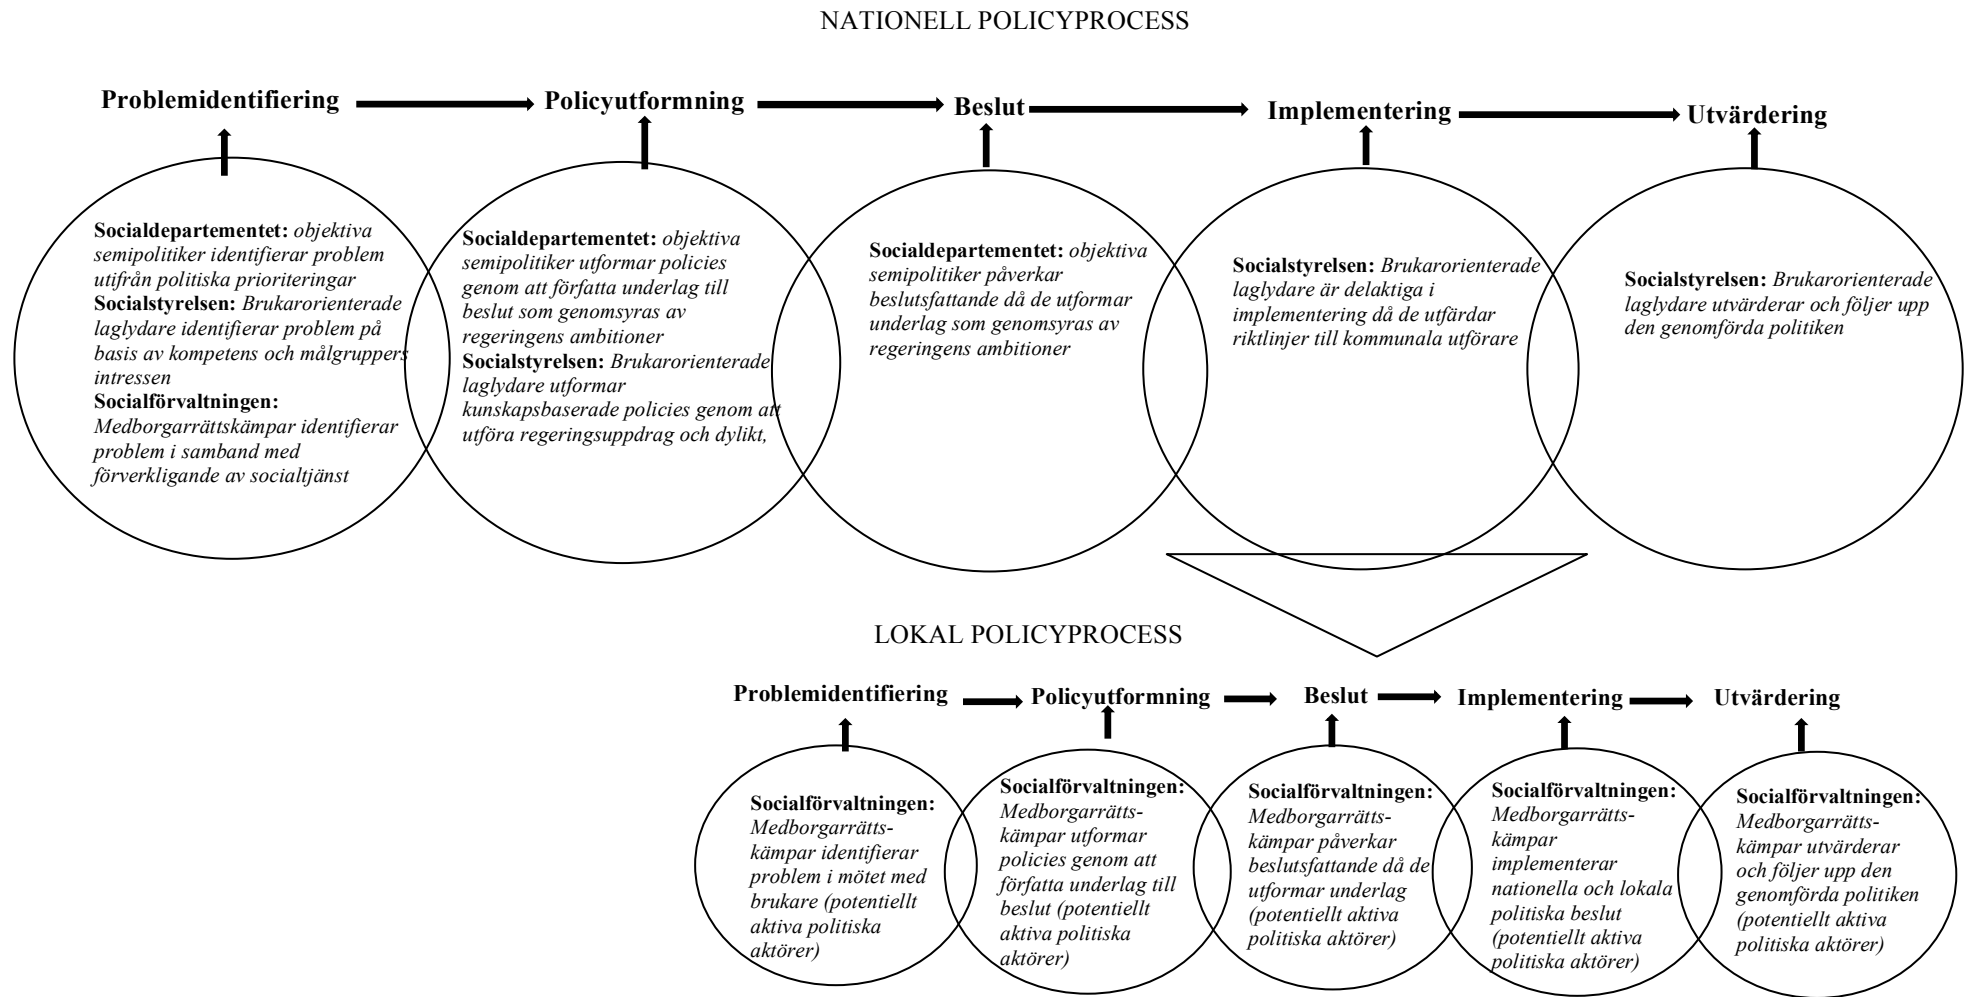 NATIONELL POLICYPROCESS
Problemidentifiering
Policyutformning
Beslut
Implementering
Utvärdering
Socialdepartementet: objektiva
semipolitiker identifierar problem
utifrån politiska prioriteringar
Socialstyrelsen: Brukarorienterade
laglydare identifierar problem på
basis av kompetens och målgruppers
intressen
Socialförvaltningen:
Medborgarrättskämpar identifierar
problem i samband med
förverkligande av socialtjänst
Socialdepartementet: objektiva
semipolitiker utformar policies
genom att författa underlag till
beslut som genomsyras av
regeringens ambitioner
Socialstyrelsen: Brukarorienterade
laglydare utformar
kunskapsbaserade policies genom att
utföra regeringsuppdrag och dylikt,
Socialdepartementet: objektiva
semipolitiker påverkar
beslutsfattande då de utformar
underlag som genomsyras av
regeringens ambitioner
Socialstyrelsen: Brukarorienterade
laglydare är delaktiga i
implementering då de utfärdar
riktlinjer till kommunala utförare
Socialstyrelsen: Brukarorienterade
laglydare utvärderar och följer upp
den genomförda politiken
LOKAL POLICYPROCESS
Problemidentifiering
Policyutformning
Beslut
Implementering
Utvärdering
Socialförvaltningen:
Medborgarrätts-
kämpar identifierar
problem i mötet med
brukare (potentiellt
aktiva politiska
aktörer)
Socialförvaltningen:
Medborgarrätts-
kämpar utformar
policies genom att
författa underlag till
beslut (potentiellt
aktiva politiska
aktörer)
Socialförvaltningen:
Medborgarrätts-
kämpar påverkar
beslutsfattande då de
utformar underlag
(potentiellt aktiva
politiska aktörer)
Socialförvaltningen:
Medborgarrätts-
kämpar
implementerar
nationella och lokala
politiska beslut
(potentiellt aktiva
politiska aktörer)
Socialförvaltningen:
Medborgarrätts-
kämpar utvärderar
och följer upp den
genomförda politiken
(potentiellt aktiva
politiska aktörer)